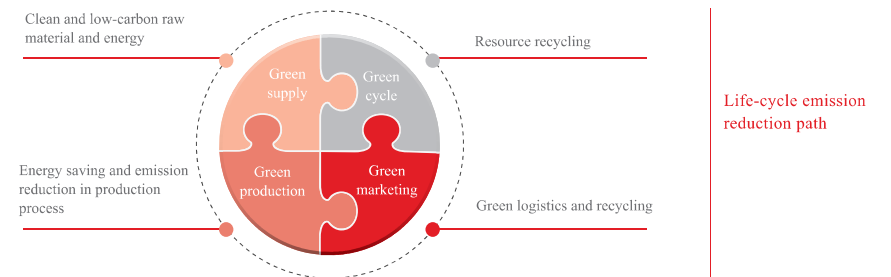 Clean and low-carbon raw
material and energy
Resource recycling
Green
supply
Green
cycle
Life-cycle emission
reduction path
Energy saving and emission
reduction in production
process
Green
production
Green
marketing
Green logistics and recycling